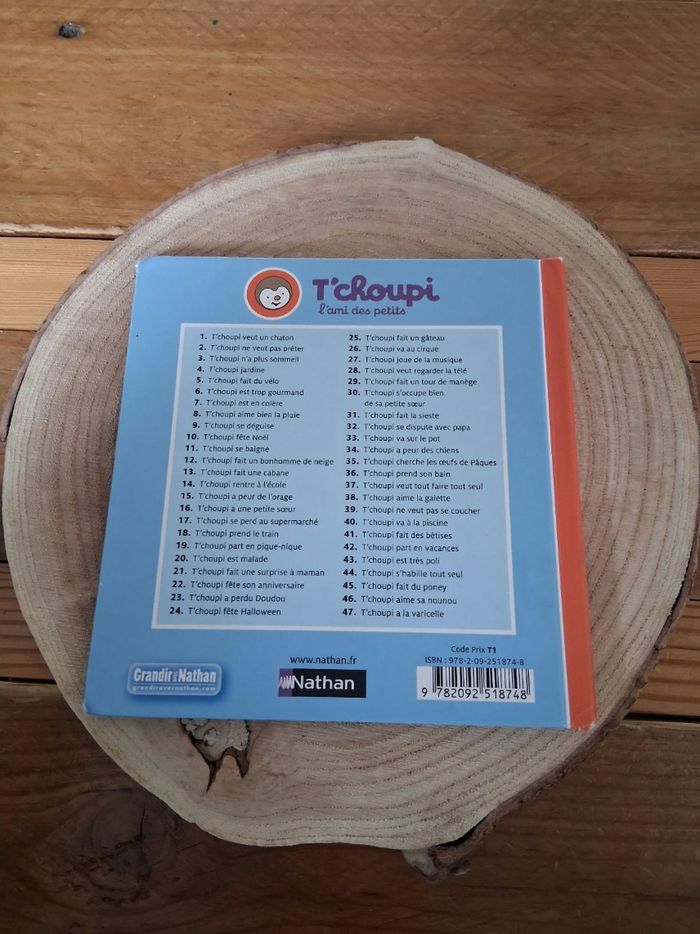 T'choupi
l'ami des petits
1. T'choupi veut un chaton
2. T'choupi ne veut pas prêter
3. T'choupi n'a plus sommeil
4. T'choupi jardine
5. T'choupi fait du vélo
6. T'choupi est trop gourmand
7. T'choupi est en colère
8. T'choupi aime bien la pluie
9. T'choupi se déguise
10. T'choupi fête Noël
11. T'choupi se baigne
12. T'choupi fait un bonhomme de neige
13. T'choupi fait une cabane
14. T'choupi rentre à l'école
15. T'choupi a peur de l'orage
16. T'choupi a une petite sœur
17. T'choupi se perd au supermarché
18. T'choupi prend le train
19. T'choupi part en pique-nique
20. T'choupi est malade
21. T'choupi fait une surprise à maman
22. T'choupi fête son anniversaire
23. T'choupi a perdu Doudou
24. T'choupi fête Halloween
25. T'choupi fait un gâteau
26. T'choupi va au cirque
27. T'choupi joue de la musique
28. T'choupi veut regarder la télé
29. T'choupi fait un tour de manège
30. T'choupi s'occupe bien
de sa petite sœur
31. T'choupi fait la sieste
32. T'choupi se dispute avec papa
33. T'choupi va sur le pot
34. T'choupi a peur des chiens
35. T'choupi cherche les œufs de Pâques
36. T'choupi prend son bain
37. T'choupi veut tout faire tout seul
38. T'choupi aime la galette
39. T'choupi ne veut pas se coucher
40. T'choupi va à la piscine
41. T'choupi fait des bêtises
42. T'choupi part en vacances
43. T'choupi est très poli
44. T'choupi s'habille tout seul
45. T'choupi fait du poney
46. T'choupi aime sa nounou
47. T'choupi a la varicelle
Grandir avec Nathan
grandiravecnathan.com
www.nathan.fr
Nathan
Code Prix T1
ISBN : 978-2-09-251874-8
9 782092 518748